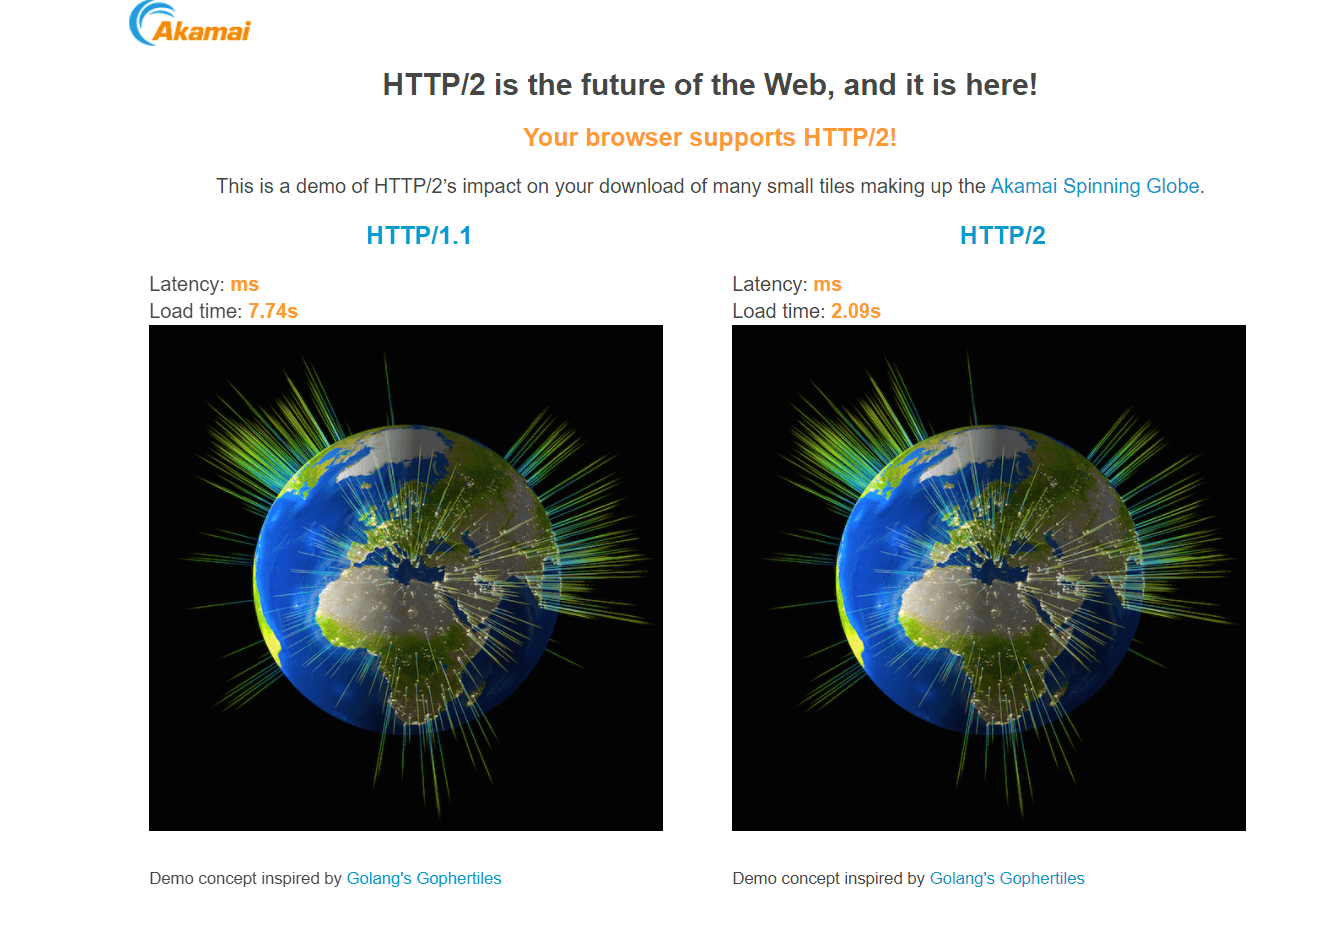 Akamai
HTTP/2 is the future of the Web, and it is here!
Your browser supports HTTP/2!
This is a demo of HTTP/2’s impact on your download of many small tiles making up the Akamai Spinning Globe.
HTTP/1.1
Latency: ms
Load time: 7.74s
Demo concept inspired by Golang's Gophertiles
HTTP/2
Latency: ms
Load time: 2.09s
Demo concept inspired by Golang's Gophertiles